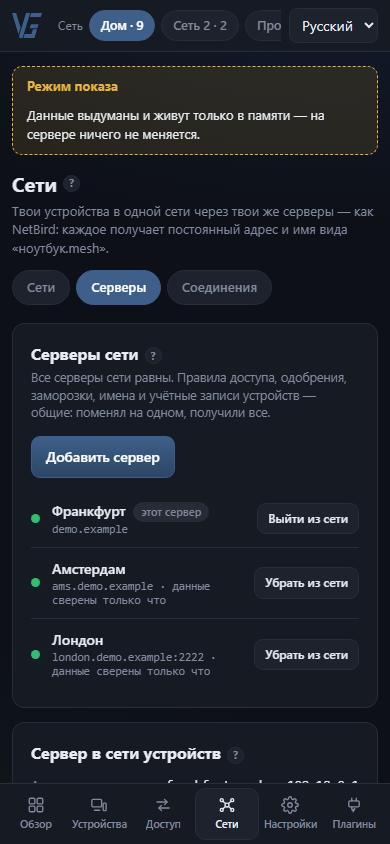 VG Сеть Дом · 9 Сеть 2 · 2 Про Русский
Режим показа
Данные выдуманы и живут только в памяти — на
сервере ничего не меняется.
Сети ?
Твои устройства в одной сети через твои же серверы — как
NetBird: каждое получает постоянный адрес и имя вида
«ноутбук.mesh».
Сети Серверы Соединения
Серверы сети ?
Все серверы сети равны. Правила доступа, одобрения,
заморозки, имена и учётные записи устройств —
общие: поменял на одном, получили все.
Добавить сервер
Франкфурт этот сервер
demo.example
Выйти из сети
Амстердам
ams.demo.example · данные
сверены только что
Убрать из сети
Лондон
london.demo.example:2222 ·
данные сверены только что
Убрать из сети
Сервер в сети устройств ?
Обзор Устройства Доступ Сети Настройки Плагины